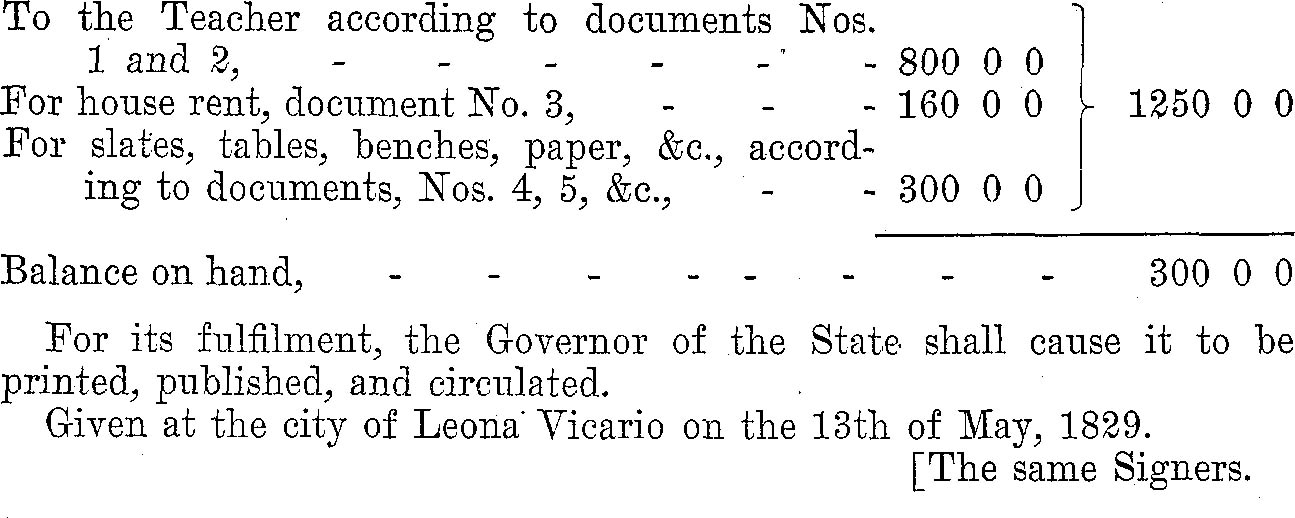 To the Teacher according to documents Nos.
1 and 2, - - - - - - 800 0 0
For house rent, document No. 3, - - - 160 0 0 } 1250 0 0
For slates, tables, benches, paper, &c., accord-
ing to documents, Nos. 4, 5, &c., - - 300 0 0
Balance on hand, - - - - - - - - 300 0 0
For its fulfilment, the Governor of the State shall cause it to be
printed, published, and circulated.
Given at the city of Leona Vicario on the 13th of May, 1829.
[The same Signers.